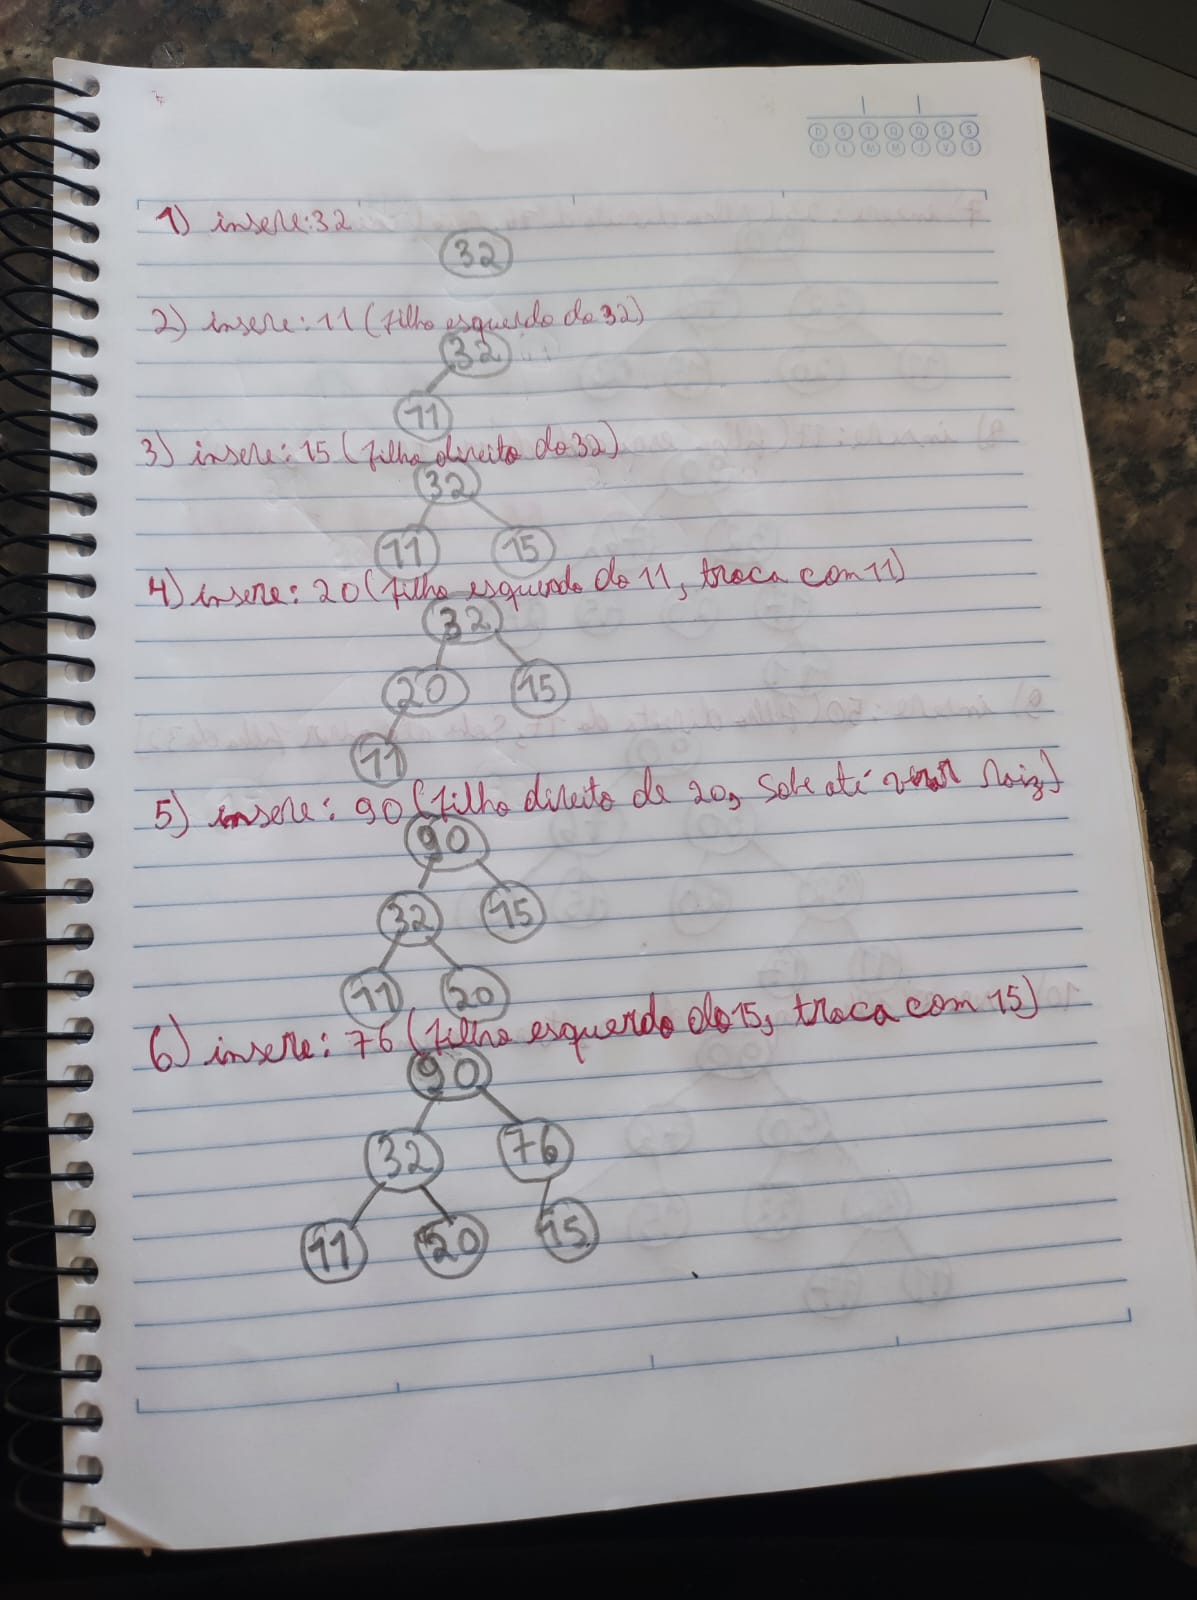 D S T Q Q S S
D L M M J V S
1) insere: 32
32
2) insere: 11 (filho esquerdo do 32)
32
11
3) insere: 15 (filho direito do 32)
32
11 15
4) insere: 20 (filho esquerdo do 11, troca com 11)
32
20 15
11
5) insere: 90 (filho direito de 20, sobe até virar raiz)
90
32 15
11 20
6) insere: 76 (filho esquerdo do 15, troca com 15)
90
32 76
11 20 15